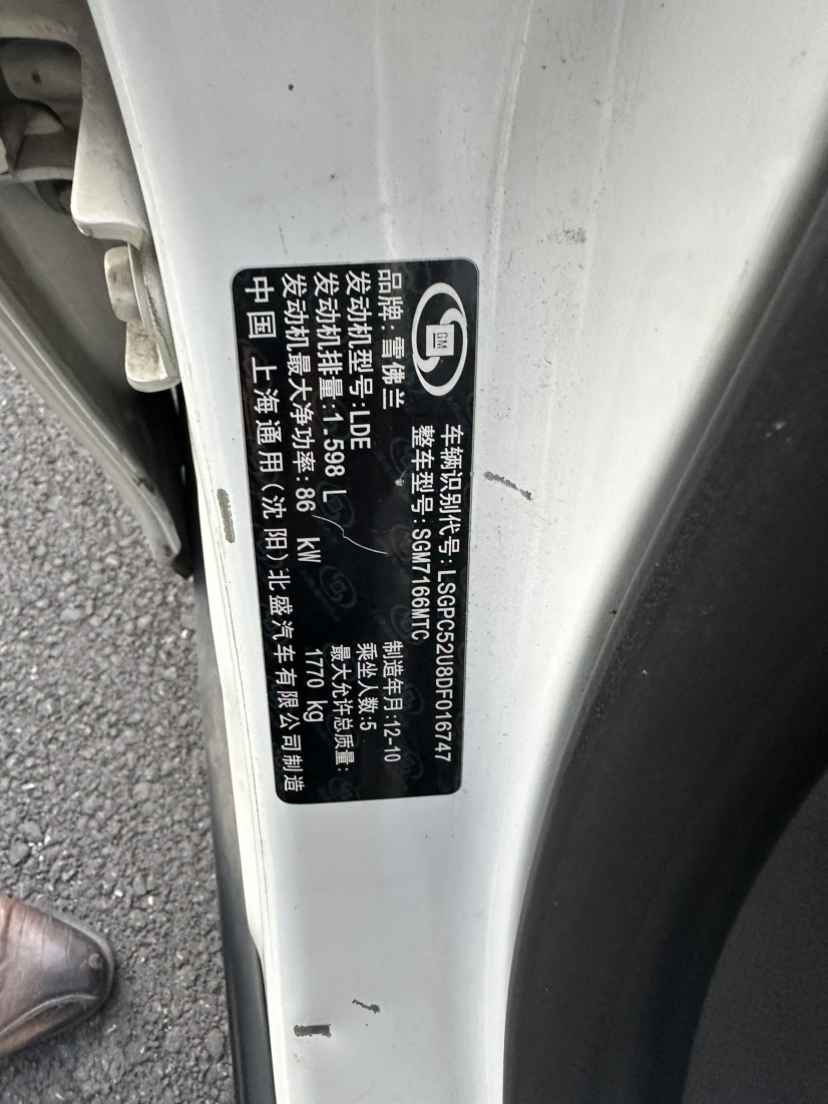 GM
车辆识别代号:LSGPC52U8DF016747
整车型号:SGM7166MTC
品牌:雪佛兰
制造年月:12-10
发动机型号:LDE
乘坐人数:5
发动机排量:1.598 L
最大允许总质量:
发动机最大净功率:86 kW
1770 kg
中国 上海通用(沈阳)北盛汽车有限公司制造